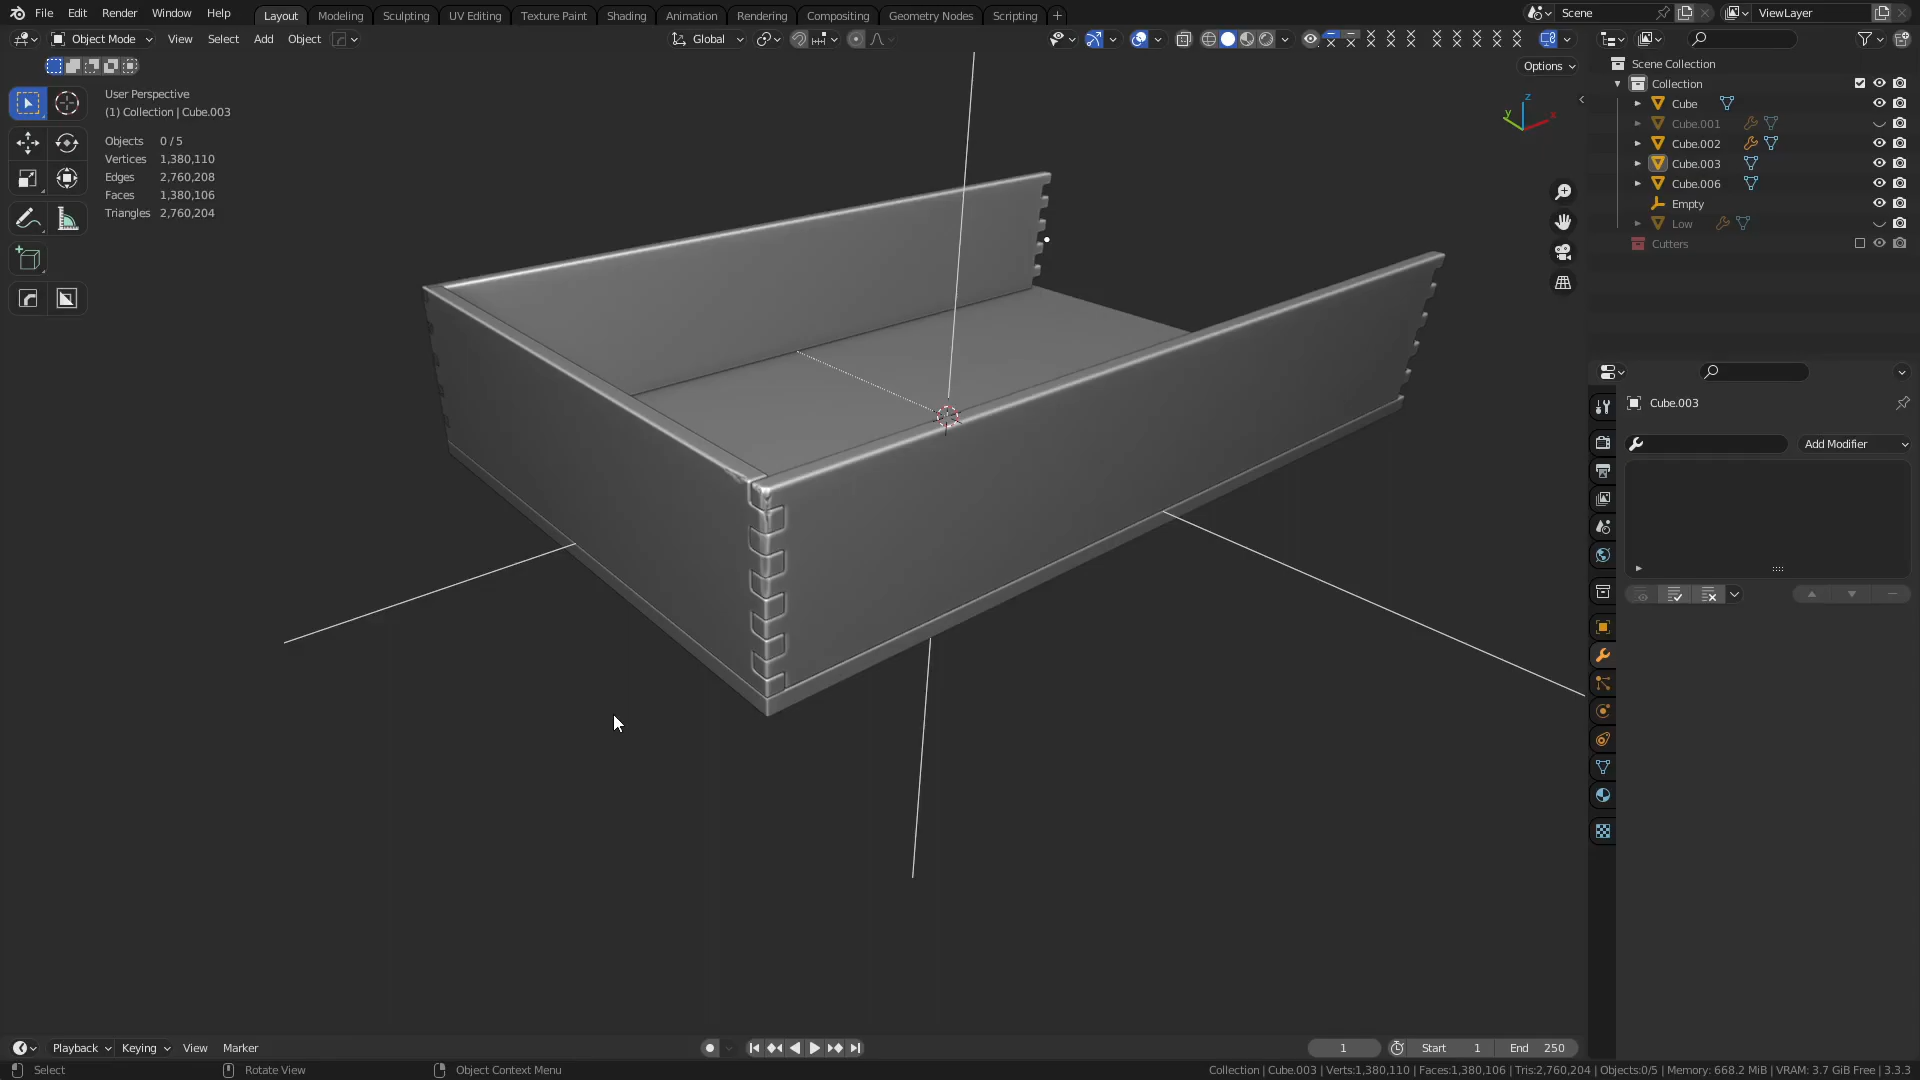 File Edit Render Window Help Layout Modeling Sculpting UV Editing Texture Paint Shading Animation Rendering Compositing Geometry Nodes Scripting + Scene ViewLayer
Object Mode View Select Add Object Global
Options
User Perspective
(1) Collection | Cube.003
Objects 0 / 5
Vertices 1,380,110
Edges 2,760,208
Faces 1,380,106
Triangles 2,760,204
Z
Y
X
Scene Collection
Collection
Cube
Cube.001
Cube.002
Cube.003
Cube.006
Empty
Low
Cutters
Cube.003
Add Modifier
Playback Keying View Marker 1 Start 1 End 250
Select Rotate View Object Context Menu Collection | Cube.003 | Verts:1,380,110 | Faces:1,380,106 | Tris:2,760,204 | Objects:0/5 | Memory: 668.2 MiB | VRAM: 3.7 GiB Free | 3.3.3